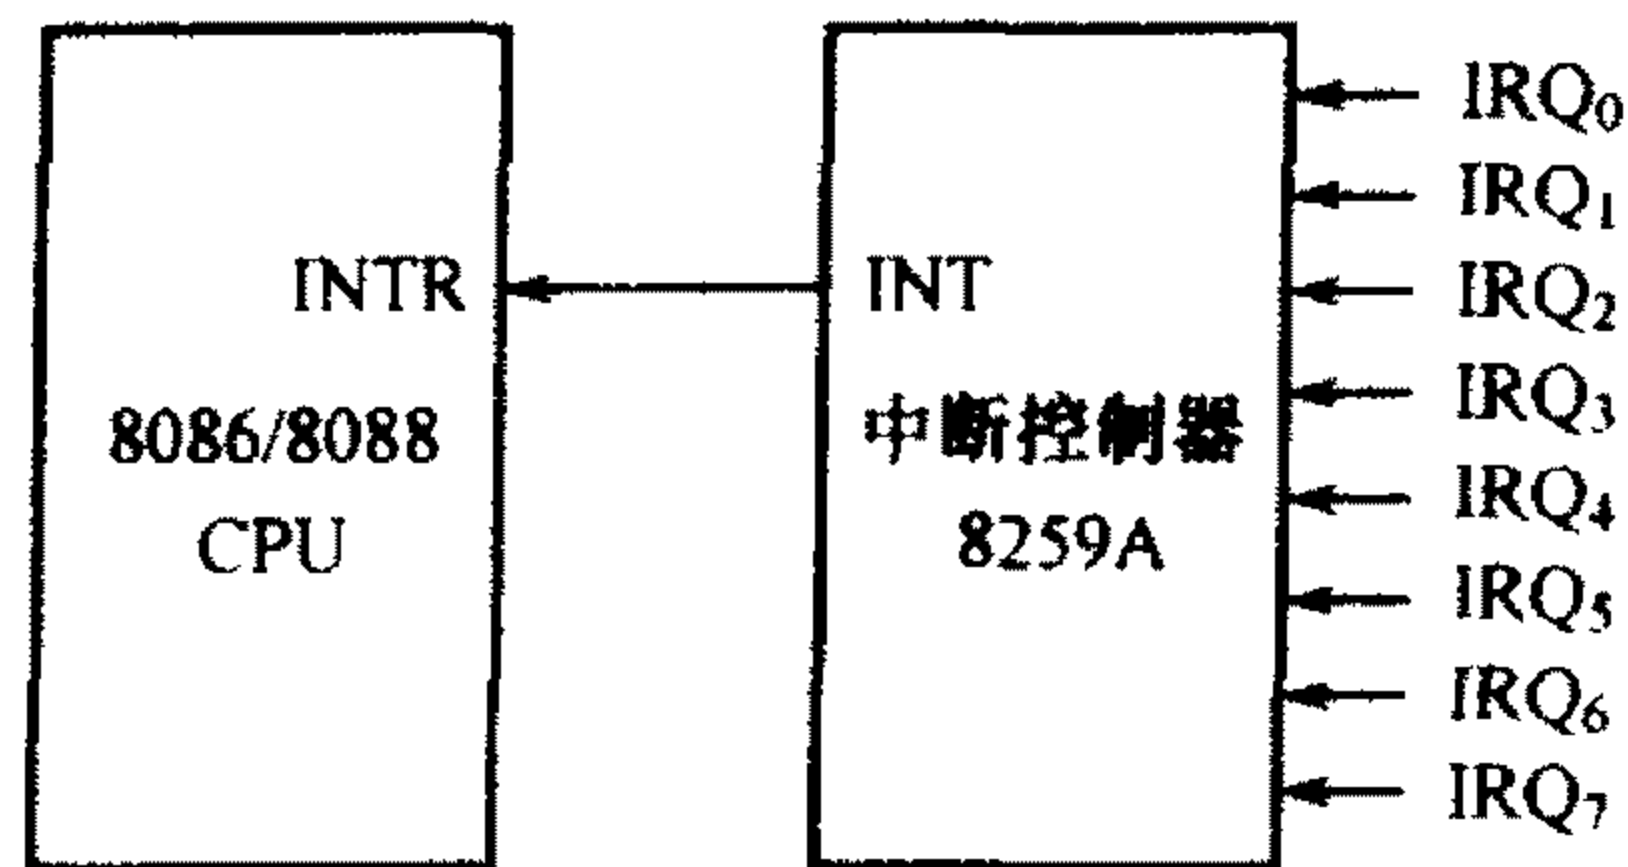 IRQ₀
IRQ₁
INTR
INT
IRQ₂
8086/8088
CPU
中断控制器
8259A
IRQ₃
IRQ₄
IRQ₅
IRQ₆
IRQ₇